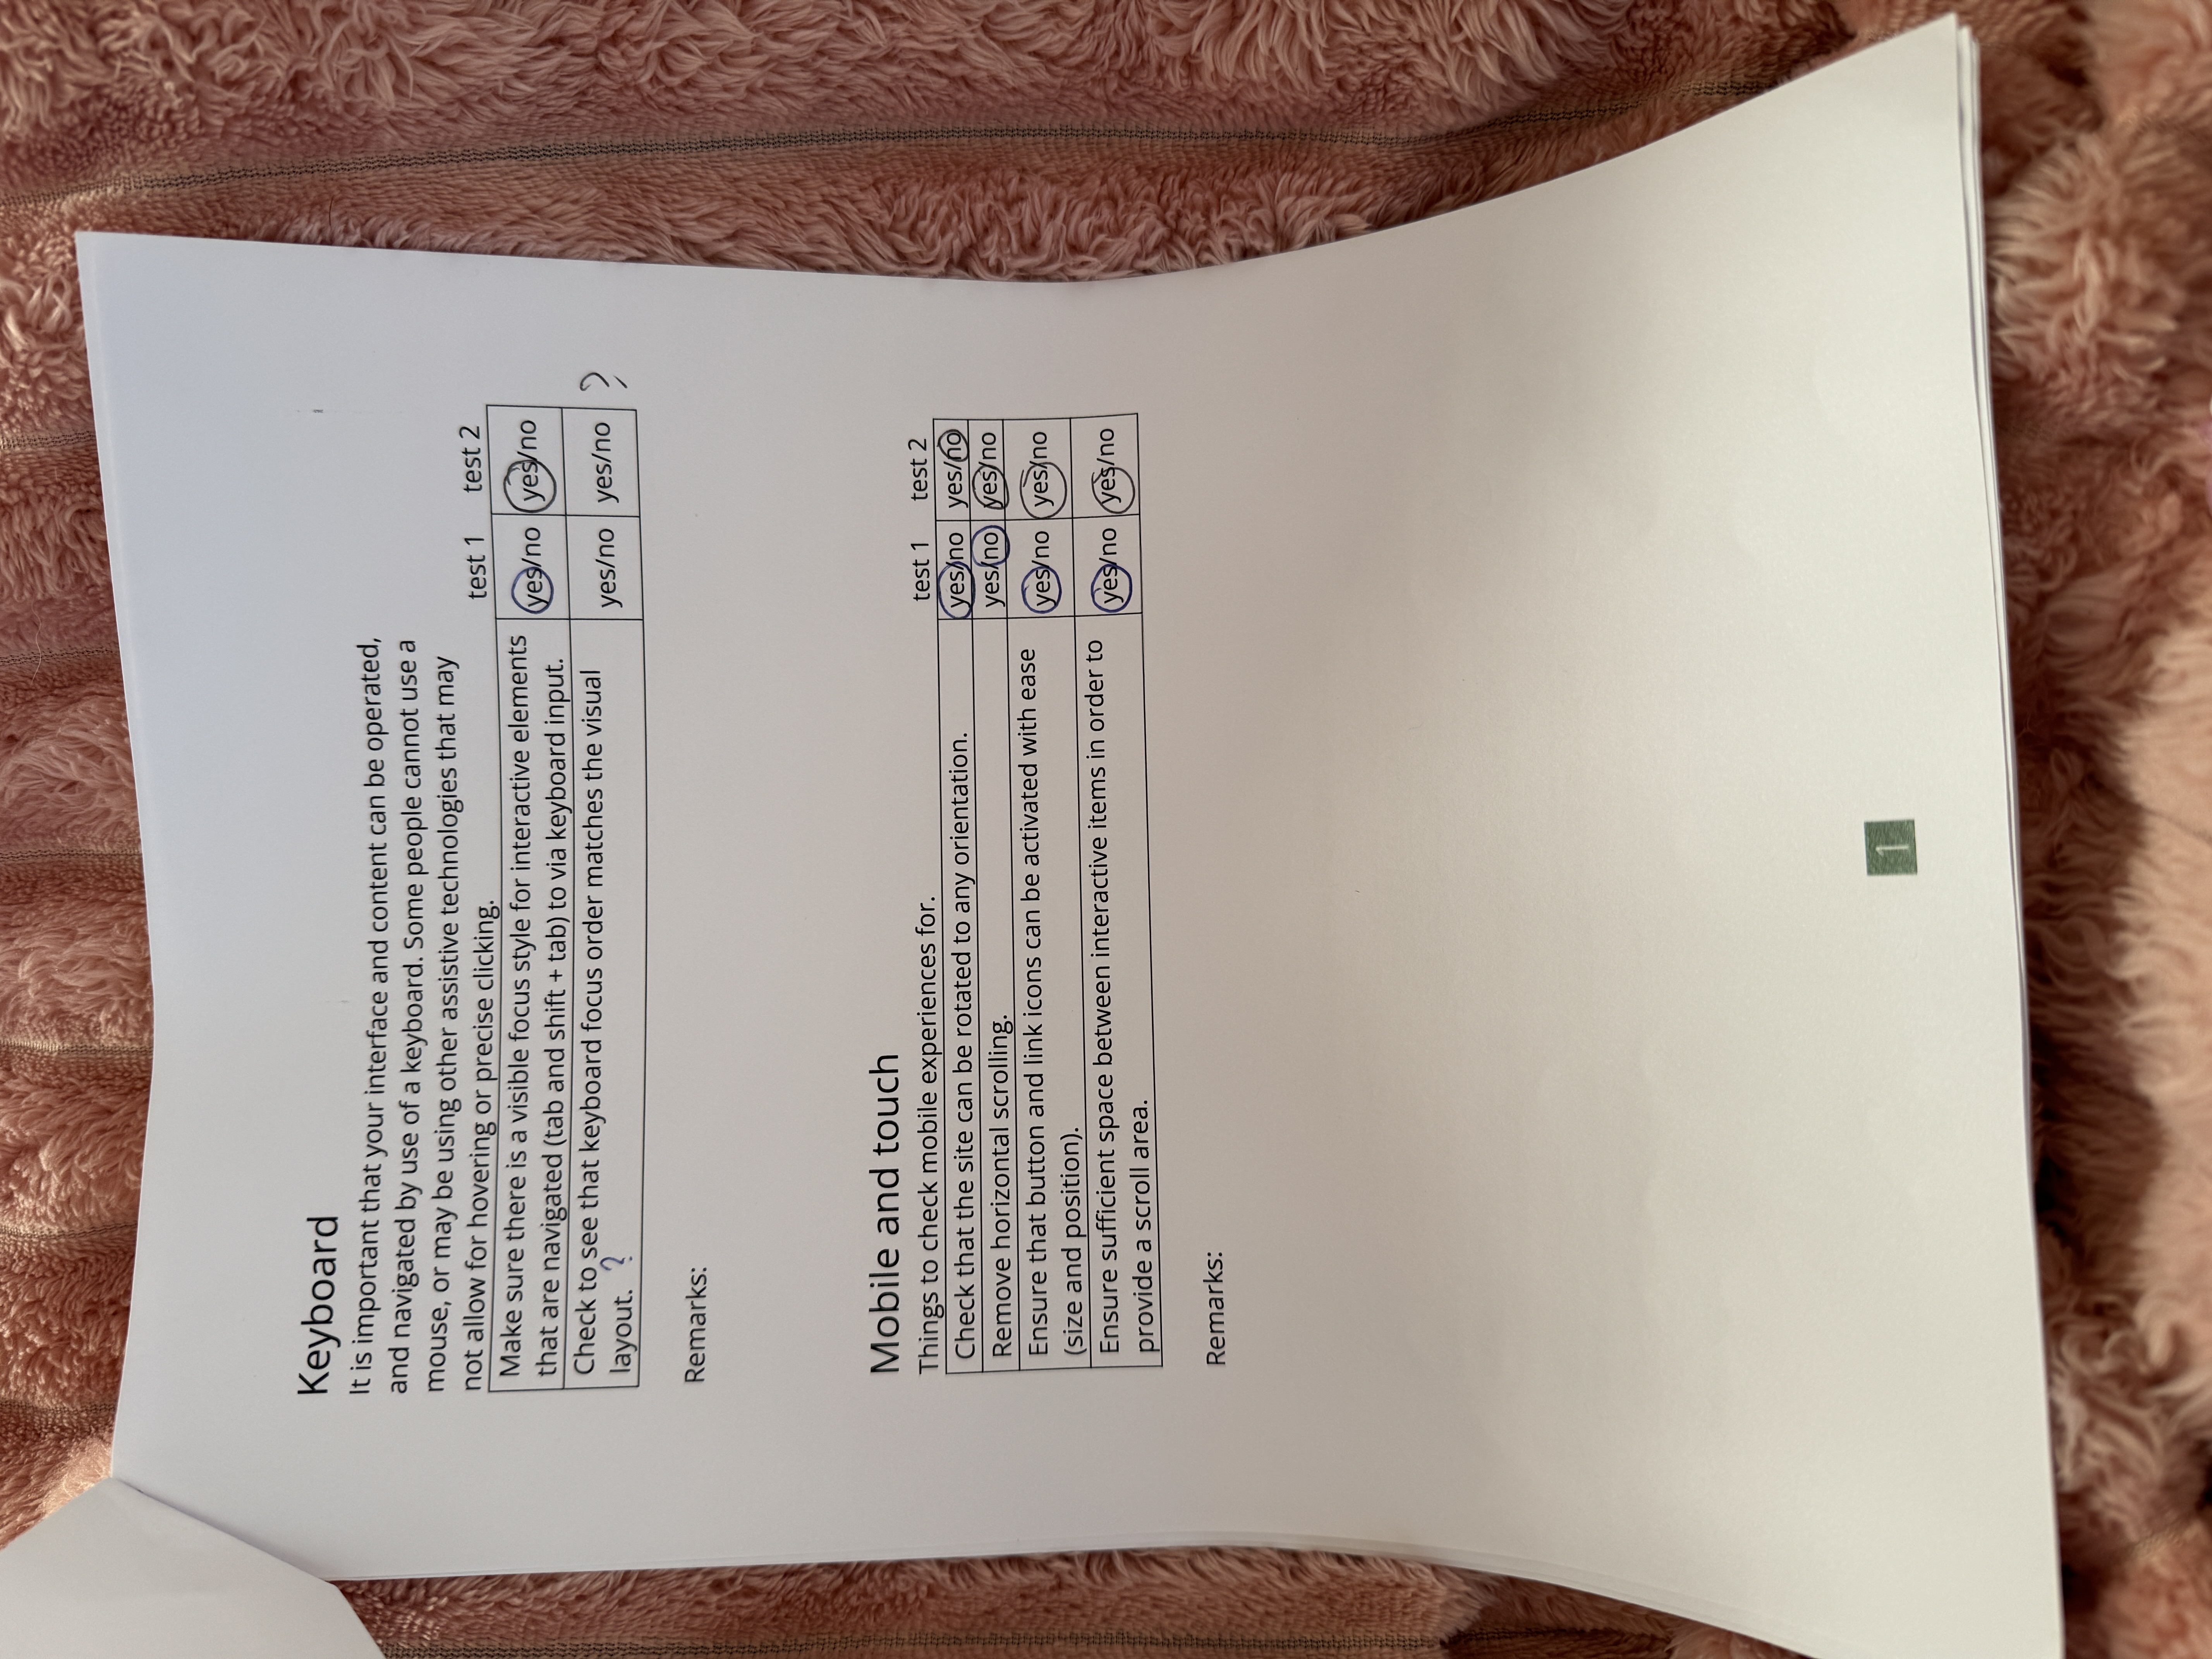 Keyboard
It is important that your interface and content can be operated,
and navigated by use of a keyboard. Some people cannot use a
mouse, or may be using other assistive technologies that may
not allow for hovering or precise clicking. test 1 test 2
Make sure there is a visible focus style for interactive elements
that are navigated (tab and shift + tab) to via keyboard input. yes/no yes/no
Check to see that keyboard focus order matches the visual
layout. ? yes/no yes/no ?
Remarks:
Mobile and touch
Things to check mobile experiences for. test 1 test 2
Check that the site can be rotated to any orientation. yes/no yes/no
Remove horizontal scrolling. yes/no yes/no
Ensure that button and link icons can be activated with ease
(size and position). yes/no yes/no
Ensure sufficient space between interactive items in order to
provide a scroll area. yes/no yes/no
Remarks:
1